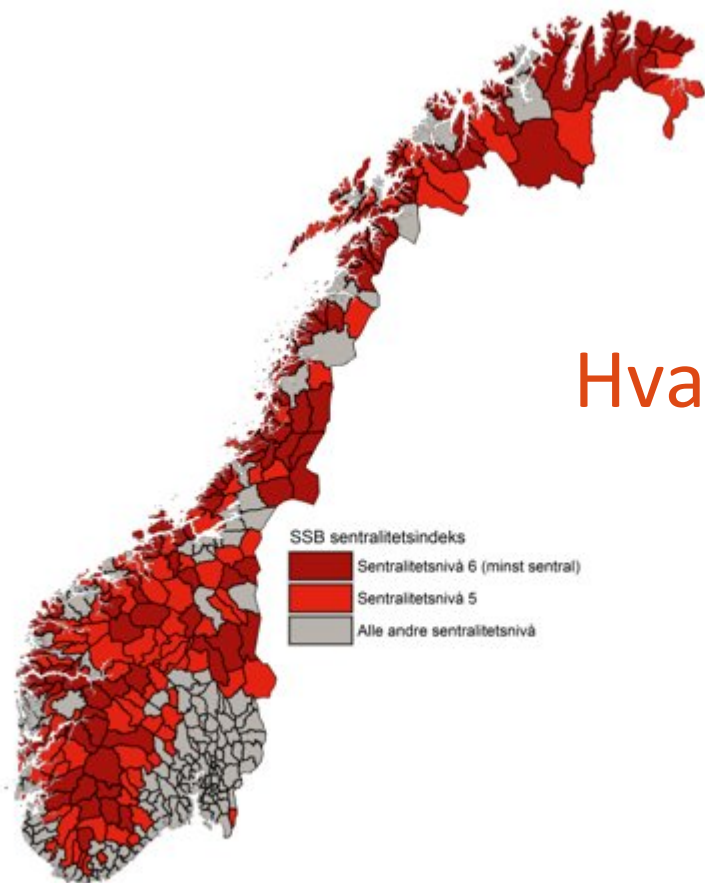 Hva
SSB sentralitetsindeks
Sentralitetsnivå 6 (minst sentral)
Sentralitetsnivå 5
Alle andre sentralitetsnivå